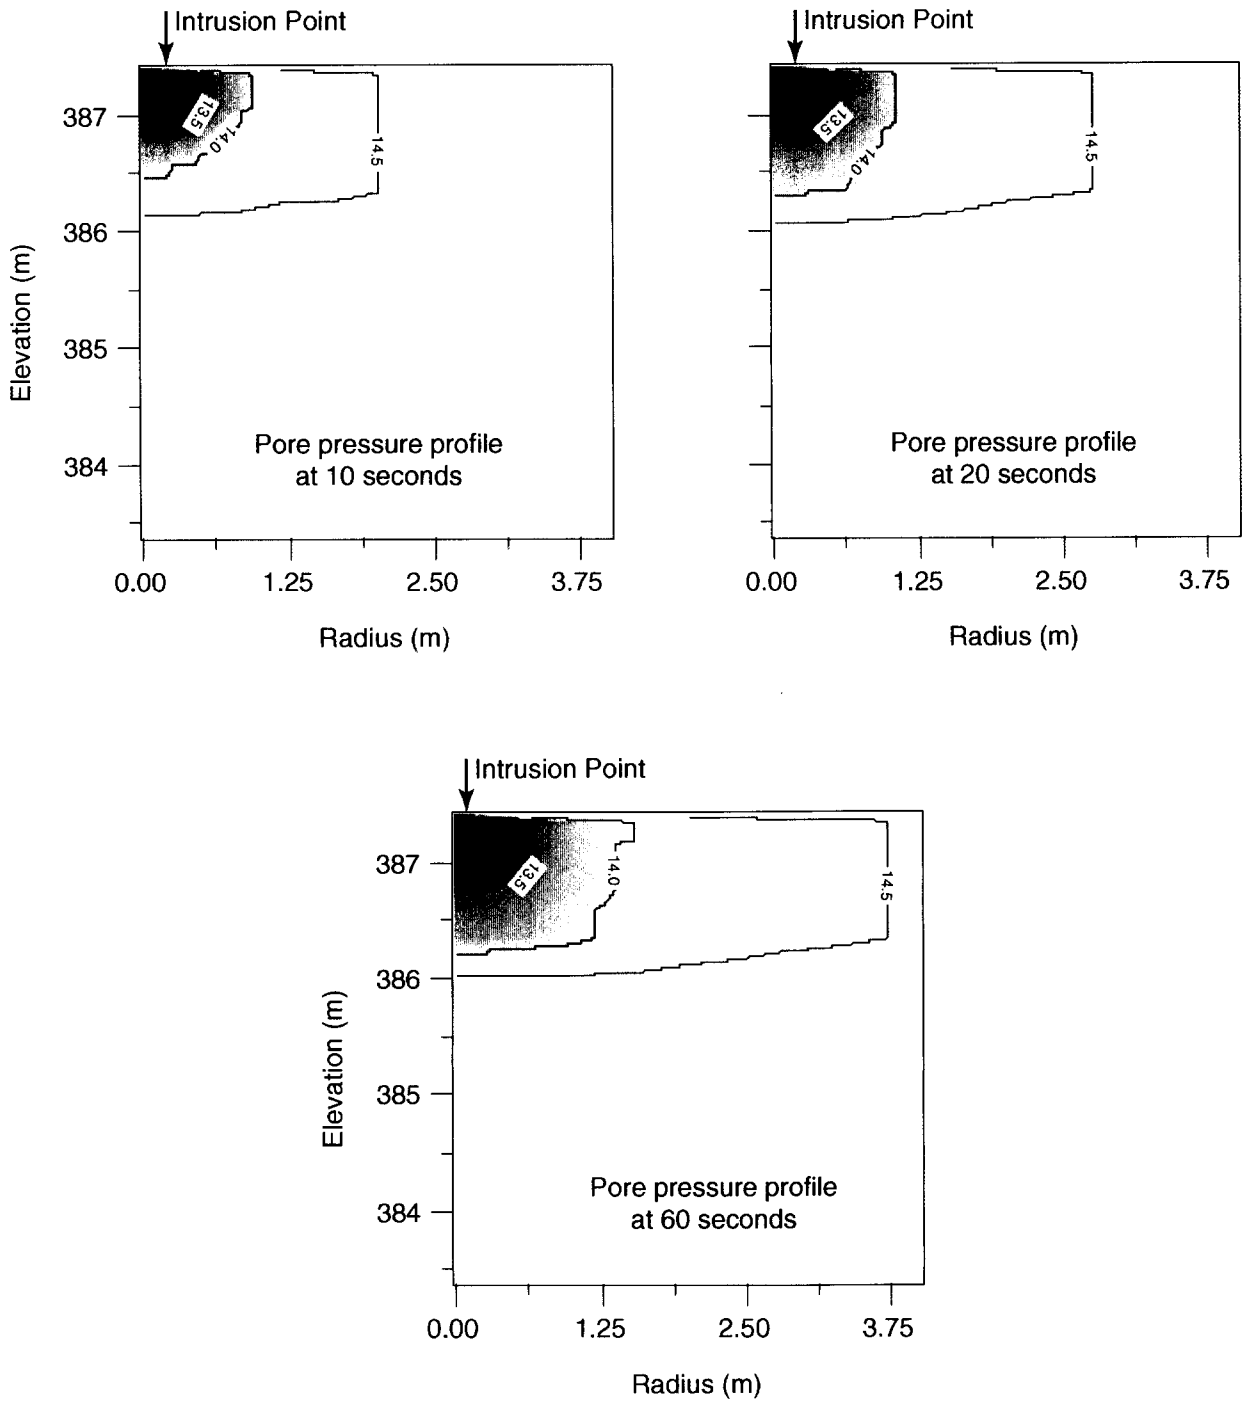 Intrusion Point
387
386
385
384
Elevation (m)
13.5
14.0
14.5
Pore pressure profile
at 10 seconds
0.00 1.25 2.50 3.75
Radius (m)
Intrusion Point
13.5
14.0
14.5
Pore pressure profile
at 20 seconds
0.00 1.25 2.50 3.75
Radius (m)
Intrusion Point
387
386
385
384
Elevation (m)
13.5
14.0
14.5
Pore pressure profile
at 60 seconds
0.00 1.25 2.50 3.75
Radius (m)